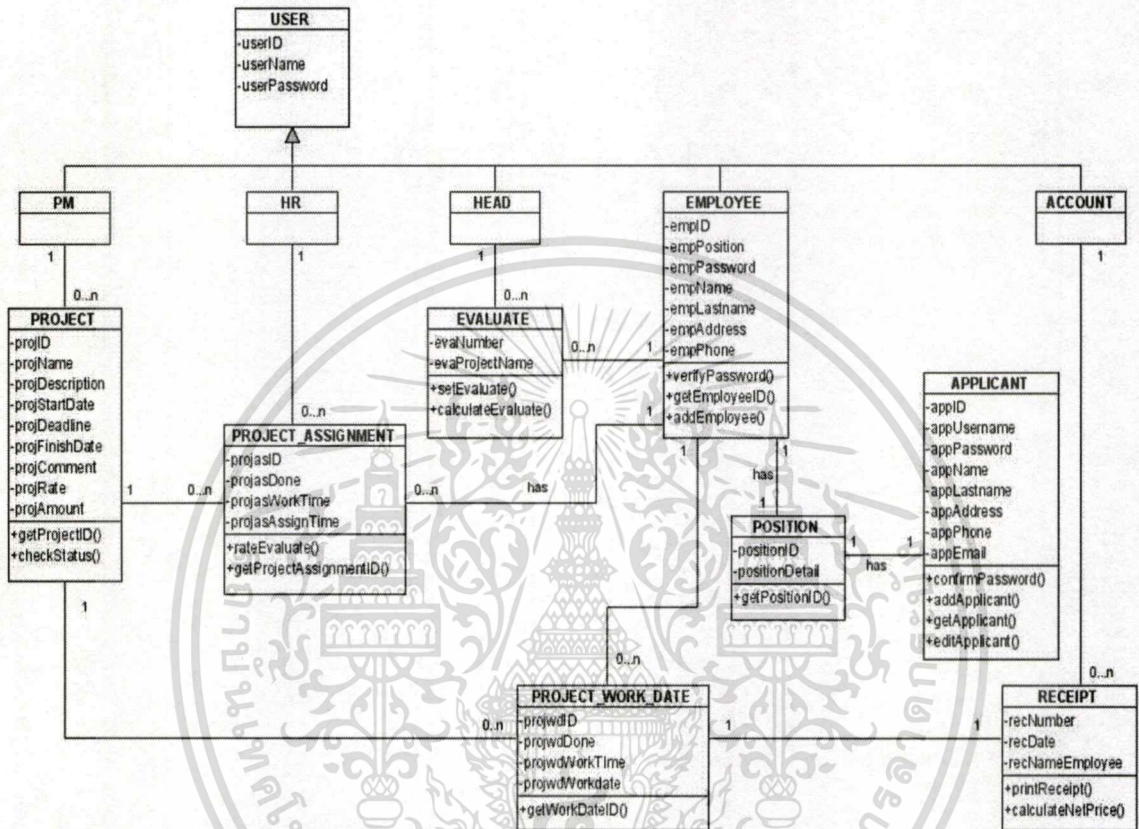 USER
-userID
-userName
-userPassword
PM
HR
HEAD
EMPLOYEE
-empID
-empPosition
-empPassword
-empName
-empLastname
-empAddress
-empPhone
+verifyPassword()
+getEmployeeID()
+addEmployee()
ACCOUNT
1
1
1
1
0...n
0...n
0...n
0...n
PROJECT
-projID
-projName
-projDescription
-projStartDate
-projDeadline
-projFinishDate
-projComment
-projRate
-projAmount
+getProjectID()
+checkStatus()
EVALUATE
-evaNumber
-evaProjectName
+setEvaluate()
+calculateEvaluate()
0...n
1
PROJECT_ASSIGNMENT
-projasID
-projasDone
-projasWorkTime
-projasAssignTime
+rateEvaluate()
+getProjectAssignmentID()
1
0...n
0...n
has
1
1
1
has
1
POSITION
-positionID
-positionDetail
+getPositionID()
1
has
1
APPLICANT
-appID
-appUsername
-appPassword
-appName
-appLastname
-appAddress
-appPhone
-appEmail
+confirmPassword()
+addApplicant()
+getApplicant()
+editApplicant()
1
0...n
0...n
PROJECT_WORK_DATE
-projwdID
-projwdDone
-projwdWorkTime
-projwdWorkdate
+getWorkDateID()
1
1
RECEIPT
-recNumber
-recDate
-recNameEmployee
+printReceipt()
+calculateNetPrice()